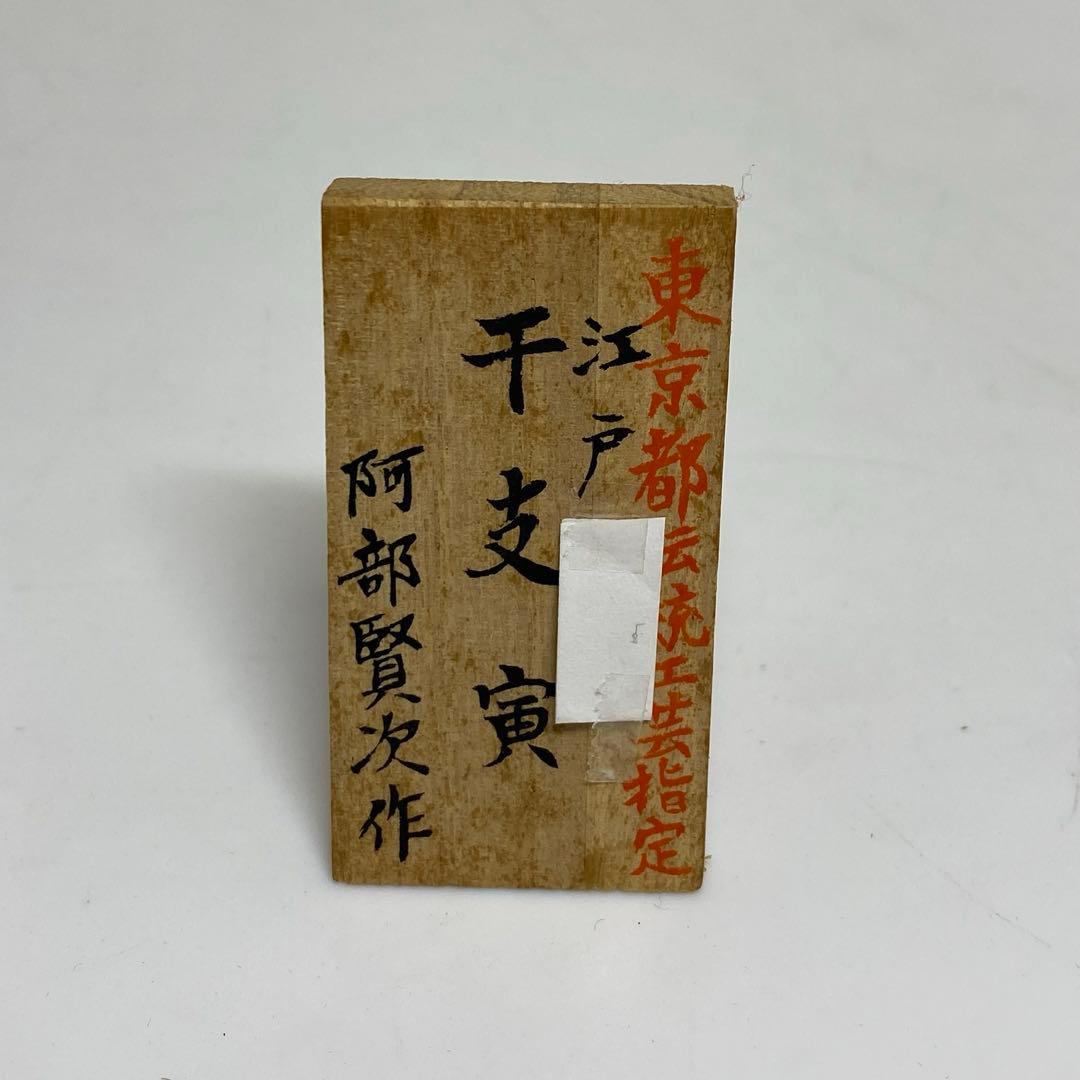 東京都伝統工芸指定
江戸
干支寅
阿部賢次作